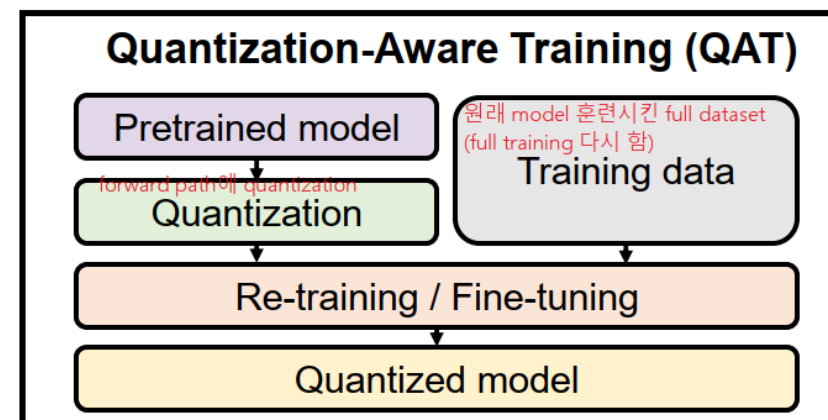 Quantization-Aware Training (QAT)
Pretrained model
원래 model 훈련시킨 full dataset
(full training 다시 함)
Training data
forward path에 quantization
Quantization
Re-training / Fine-tuning
Quantized model